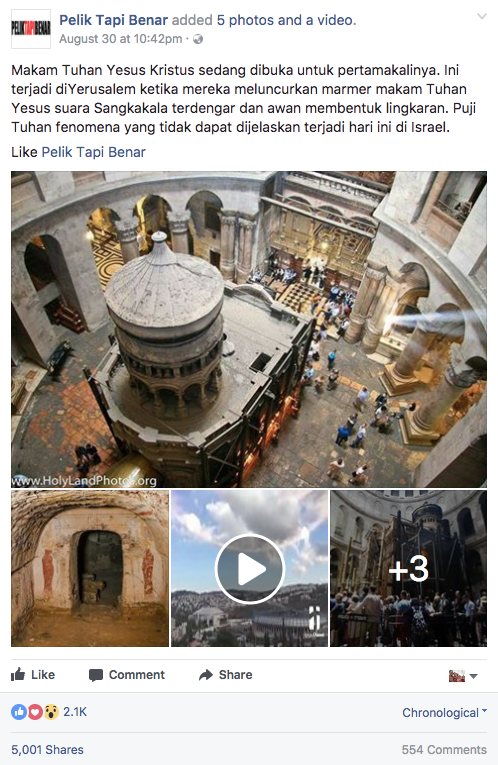 PELIKTAPIBENAR
Pelik Tapi Benar added 5 photos and a video.
August 30 at 10:42pm ·
Makam Tuhan Yesus Kristus sedang dibuka untuk pertamakalinya. Ini
terjadi diYerusalem ketika mereka meluncurkan marmer makam Tuhan
Yesus suara Sangkakala terdengar dan awan membentuk lingkaran. Puji
Tuhan fenomena yang tidak dapat dijelaskan terjadi hari ini di Israel.
Like Pelik Tapi Benar
www.HolyLandPhotos.org
+3
Like Comment Share
2.1K Chronological
5,001 Shares 554 Comments